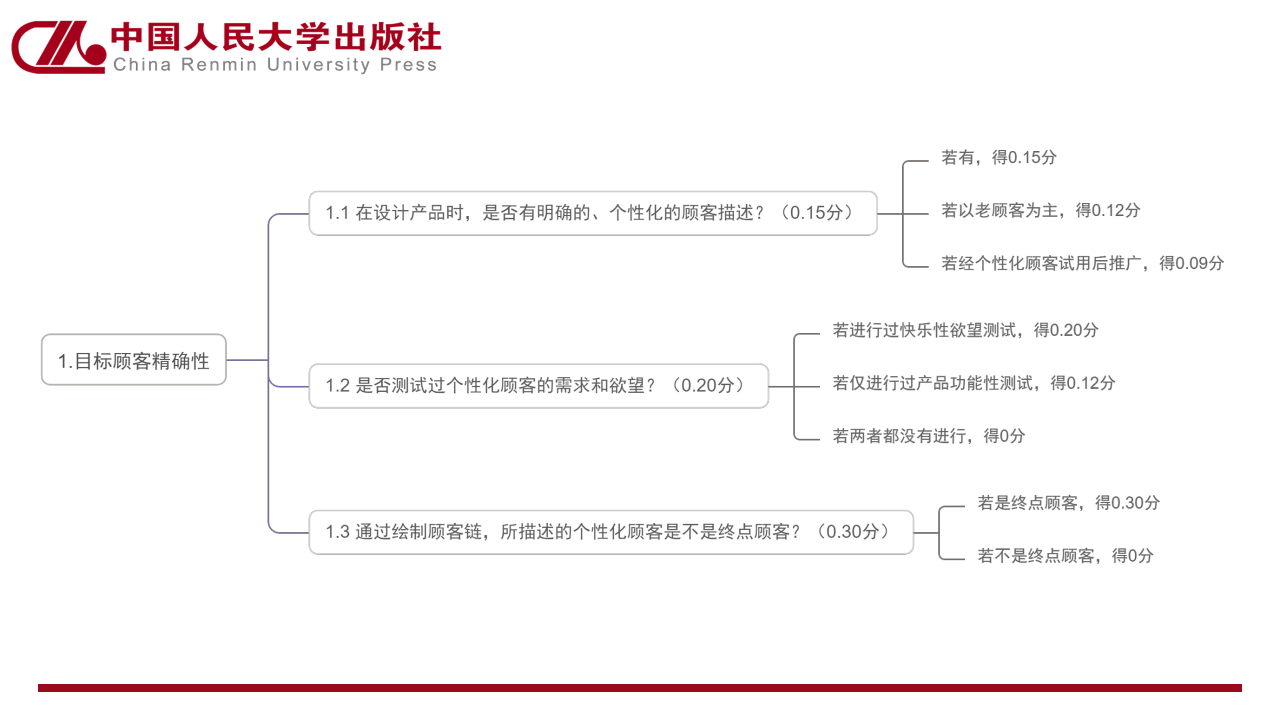 中国人民大学出版社
China Renmin University Press
1.目标顾客精确性
1.1 在设计产品时，是否有明确的、个性化的顾客描述？（0.15分）
若有，得0.15分
若以老顾客为主，得0.12分
若经个性化顾客试用后推广，得0.09分
1.2 是否测试过个性化顾客的需求和欲望？（0.20分）
若进行过快乐性欲望测试，得0.20分
若仅进行过产品功能性测试，得0.12分
若两者都没有进行，得0分
1.3 通过绘制顾客链，所描述的个性化顾客是不是终点顾客？（0.30分）
若是终点顾客，得0.30分
若不是终点顾客，得0分